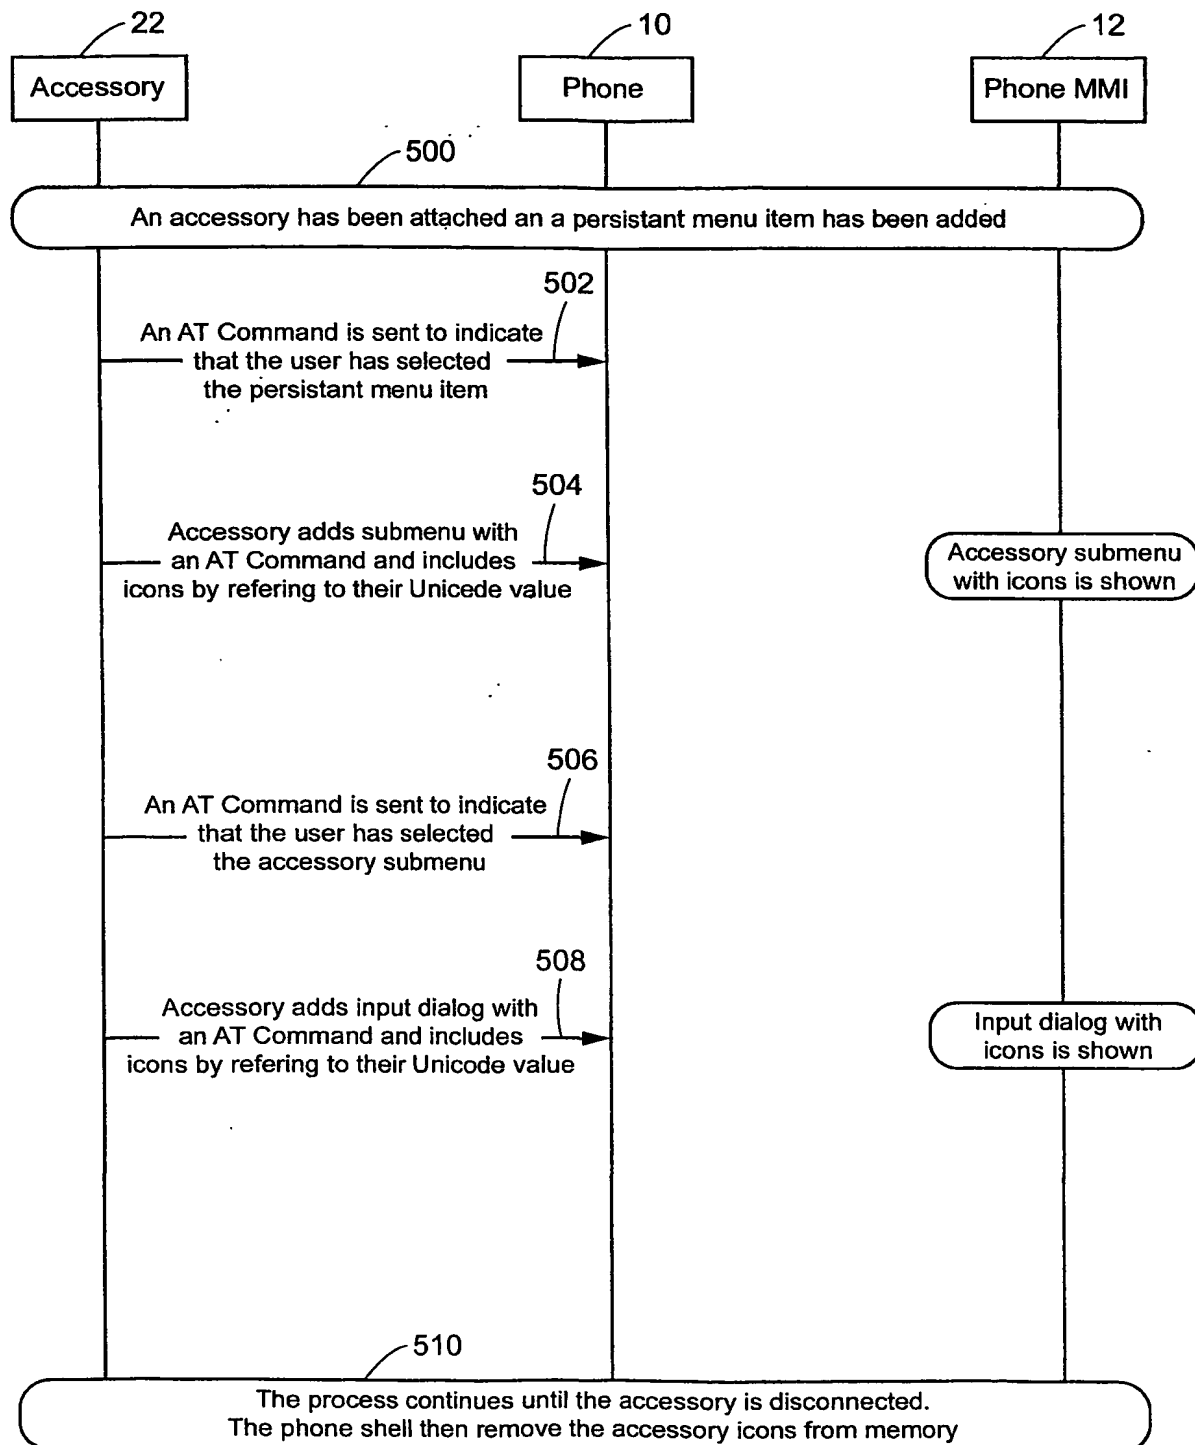 22
10
12
Accessory
Phone
Phone MMI
500
An accessory has been attached an a persistant menu item has been added
502
An AT Command is sent to indicate
that the user has selected
the persistant menu item
504
Accessory adds submenu with
an AT Command and includes
icons by refering to their Unicede value
Accessory submenu
with icons is shown
506
An AT Command is sent to indicate
that the user has selected
the accessory submenu
508
Accessory adds input dialog with
an AT Command and includes
icons by refering to their Unicode value
Input dialog with
icons is shown
510
The process continues until the accessory is disconnected.
The phone shell then remove the accessory icons from memory